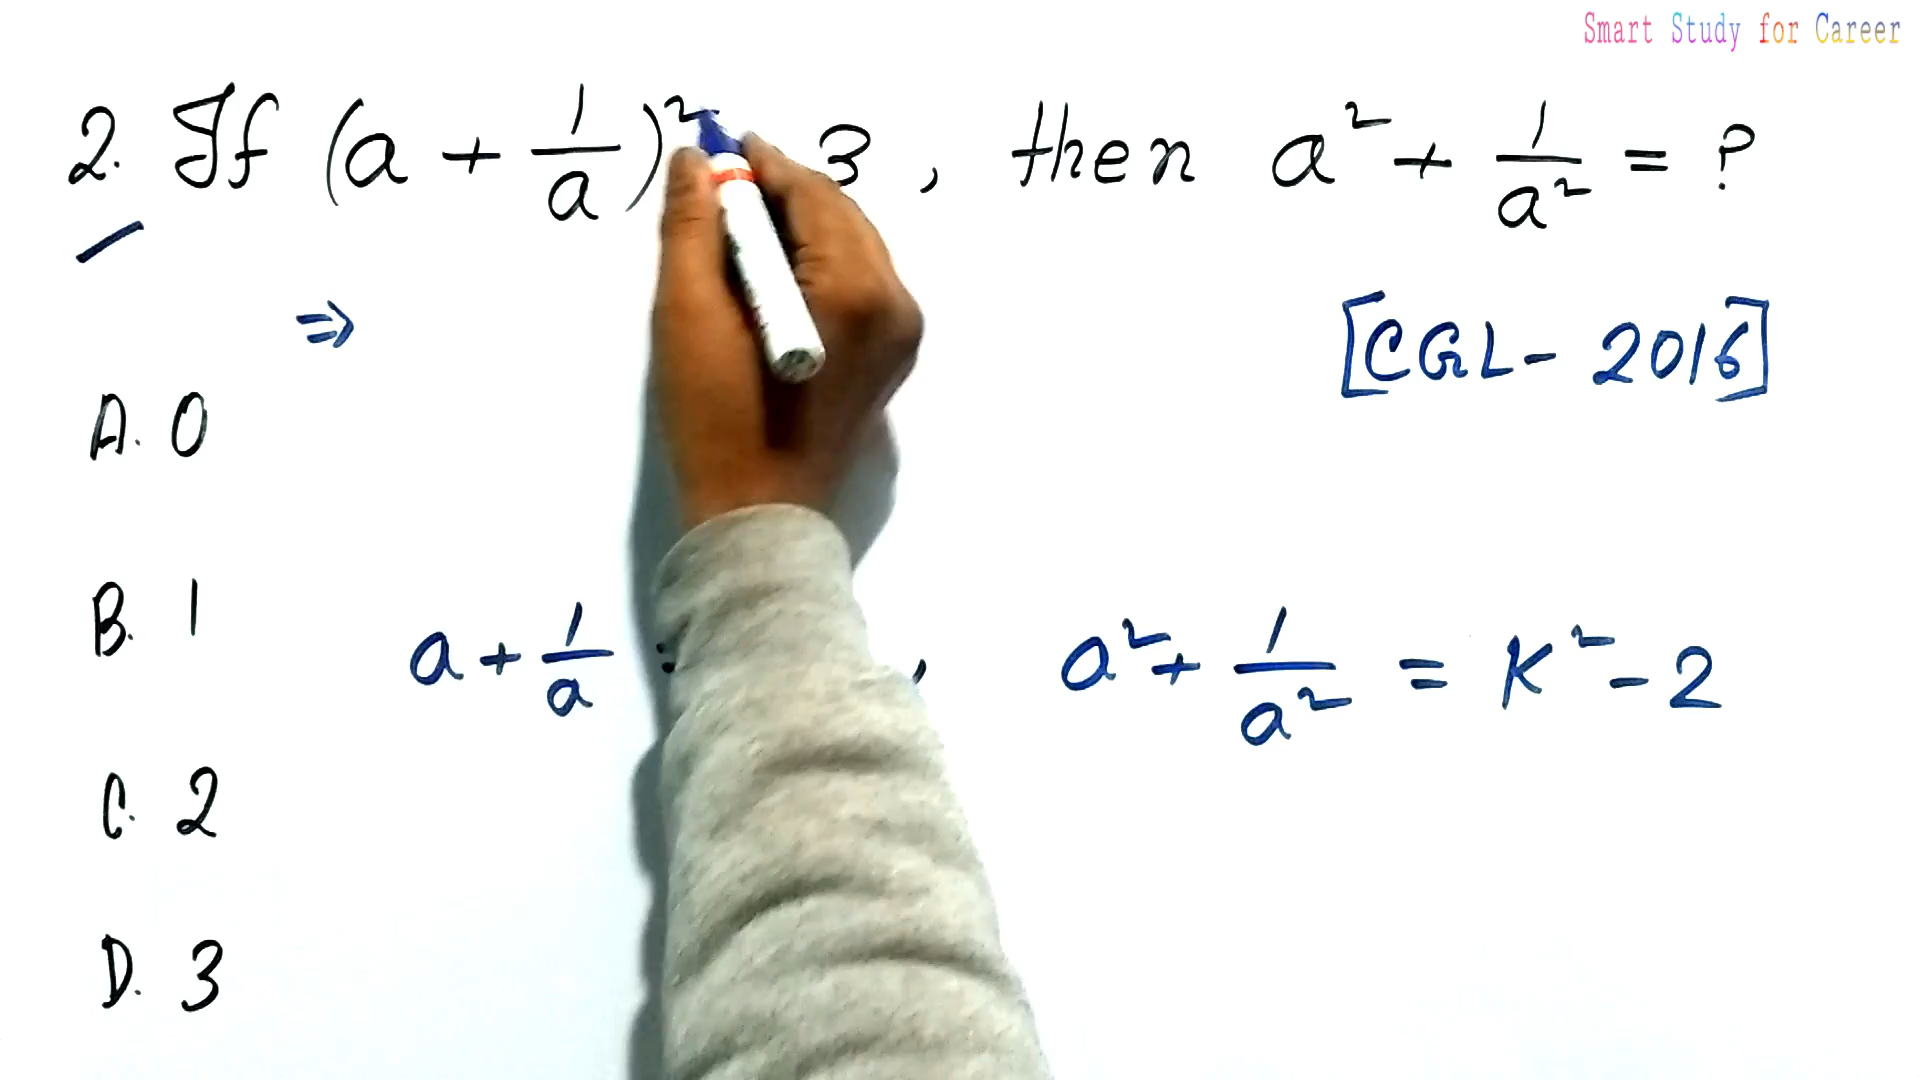 Smart Study for Career
2. If (a + 1/a)² 3, then a² + 1/a² = ?
⇒
[CGL - 2016]
A. 0
B. 1
a + 1/a = , a² + 1/a² = K² - 2
C. 2
D. 3